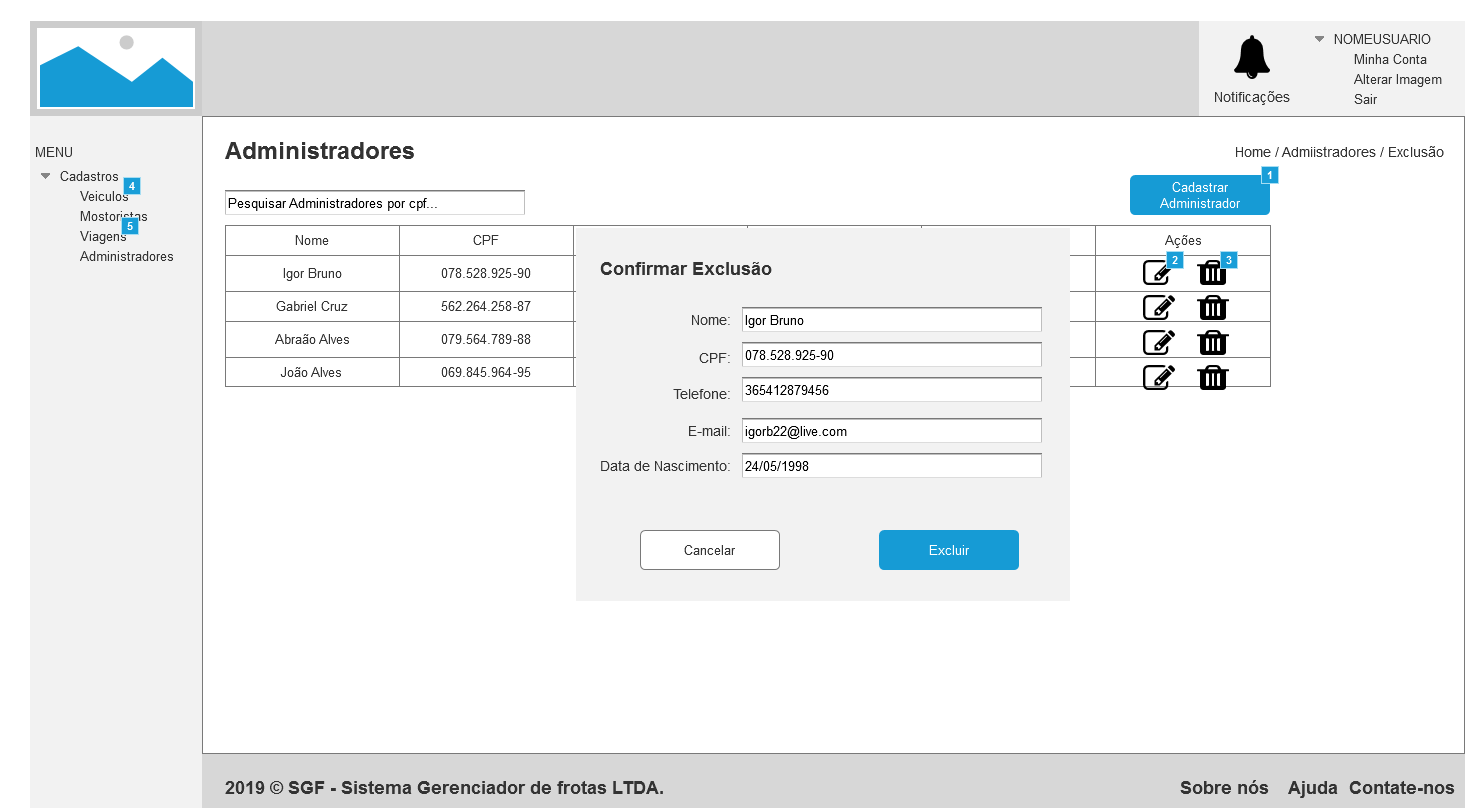 Notificações
NOMEUSUARIO
Minha Conta
Alterar Imagem
Sair
MENU
Cadastros
4
Veiculos
Mostoristas
5
Viagens
Administradores
Administradores
Home / Admiistradores / Exclusão
Pesquisar Administradores por cpf...
1
Cadastrar
Administrador
Nome CPF Ações
Igor Bruno 078.528.925-90 2 3
Gabriel Cruz 562.264.258-87
Abraão Alves 079.564.789-88
João Alves 069.845.964-95
Confirmar Exclusão
Nome: Igor Bruno
CPF: 078.528.925-90
Telefone: 365412879456
E-mail: igorb22@live.com
Data de Nascimento: 24/05/1998
Cancelar Excluir
2019 © SGF - Sistema Gerenciador de frotas LTDA. Sobre nós Ajuda Contate-nos